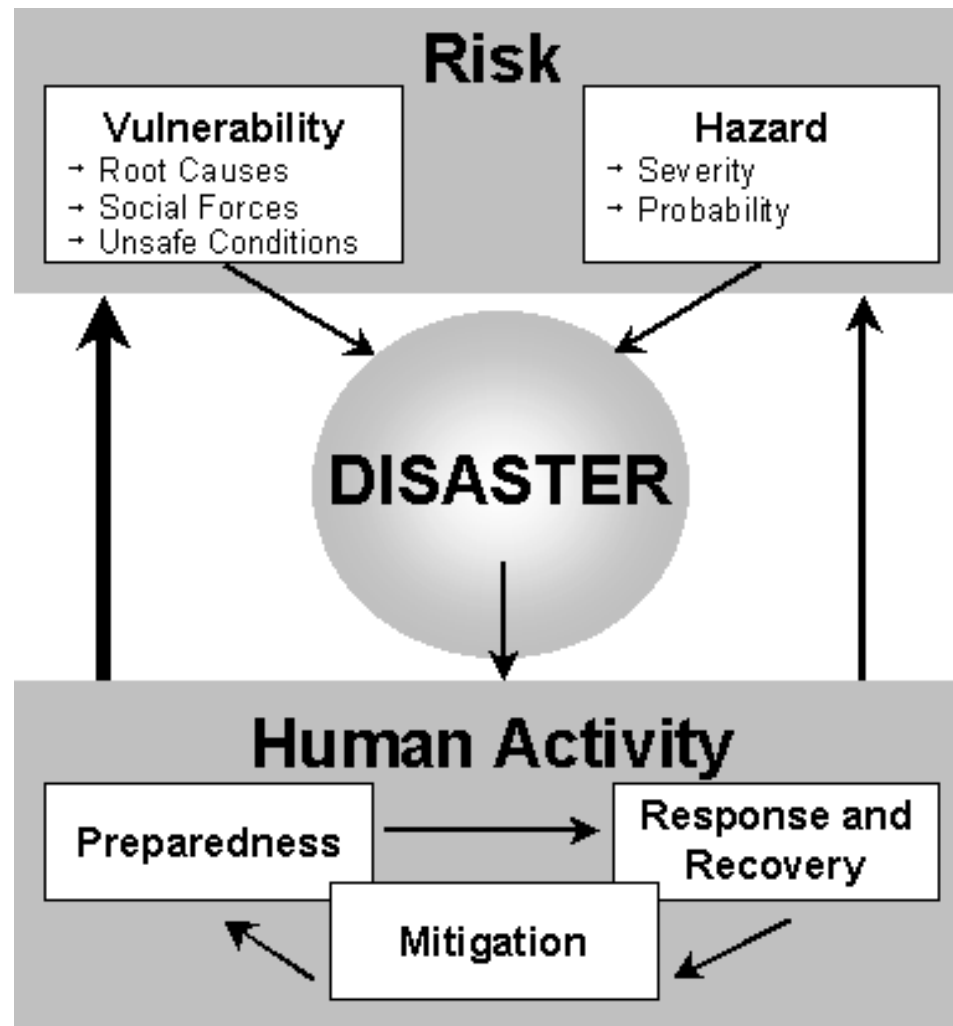 Risk
Vulnerability
→ Root Causes
→ Social Forces
→ Unsafe Conditions
Hazard
→ Severity
→ Probability
DISASTER
Human Activity
Preparedness
Response and
Recovery
Mitigation